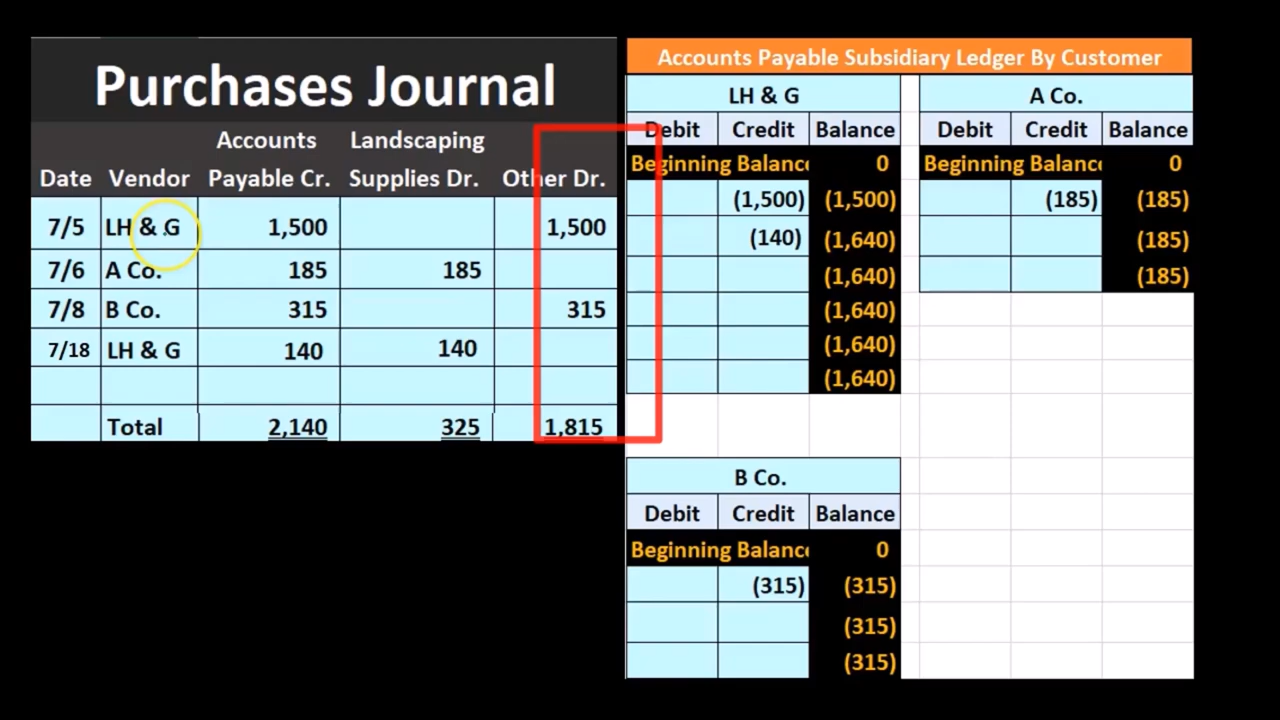 Purchases Journal
Accounts Landscaping
Date Vendor Payable Cr. Supplies Dr. Other Dr.
7/5 LH & G 1,500 1,500
7/6 A Co. 185 185
7/8 B Co. 315 315
7/18 LH & G 140 140
Total 2,140 325 1,815
Accounts Payable Subsidiary Ledger By Customer
LH & G
Debit Credit Balance
Beginning Balance 0
(1,500) (1,500)
(140) (1,640)
(1,640)
(1,640)
(1,640)
(1,640)
A Co.
Debit Credit Balance
Beginning Balance 0
(185) (185)
(185)
(185)
B Co.
Debit Credit Balance
Beginning Balance 0
(315) (315)
(315)
(315)